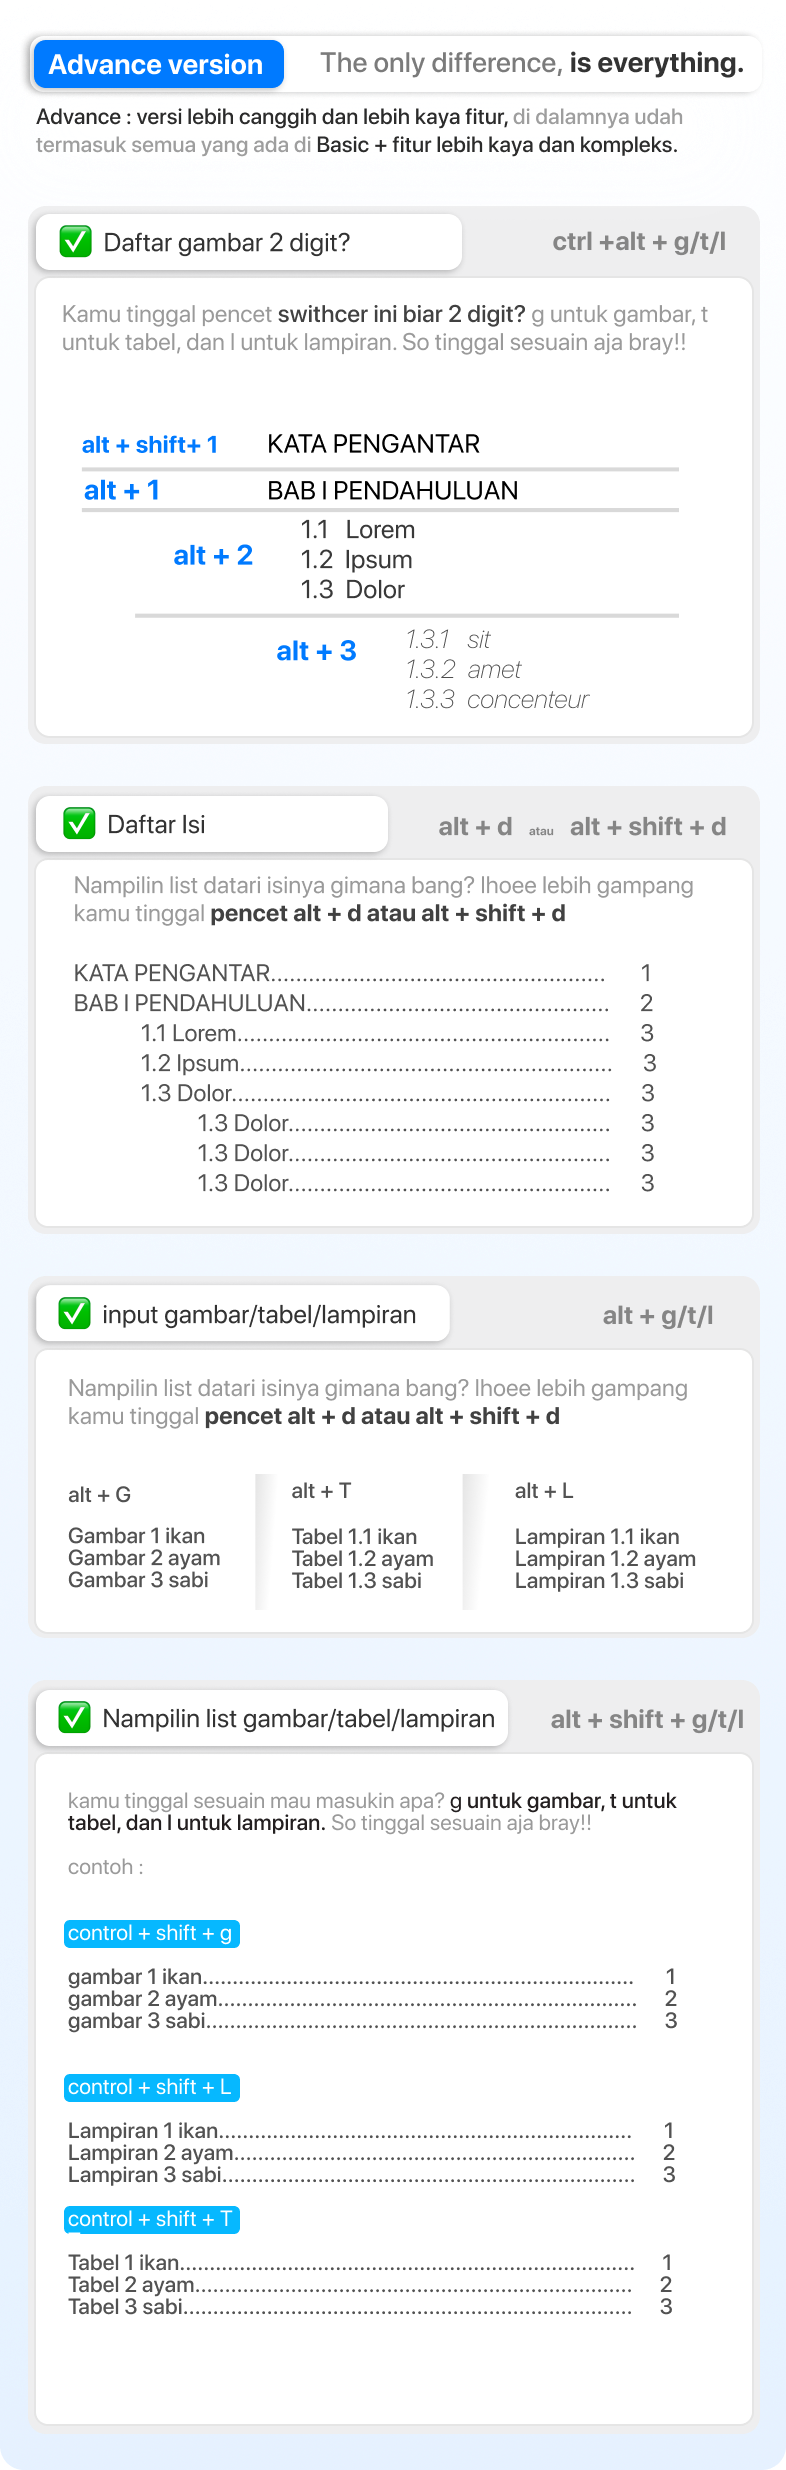 Advance version
The only difference, is everything.
Advance : versi lebih canggih dan lebih kaya fitur, di dalamnya udah
termasuk semua yang ada di Basic + fitur lebih kaya dan kompleks.
✅ Daftar gambar 2 digit?
ctrl +alt + g/t/l
Kamu tinggal pencet swithcer ini biar 2 digit? g untuk gambar, t
untuk tabel, dan l untuk lampiran. So tinggal sesuain aja bray!!
alt + shift+ 1 KATA PENGANTAR
alt + 1 BAB I PENDAHULUAN
1.1 Lorem
alt + 2 1.2 Ipsum
1.3 Dolor
alt + 3 1.3.1 sit
1.3.2 amet
1.3.3 concenteur
✅ Daftar Isi
alt + d atau alt + shift + d
Nampilin list datari isinya gimana bang? lhoee lebih gampang
kamu tinggal pencet alt + d atau alt + shift + d
KATA PENGANTAR..................................................... 1
BAB I PENDAHULUAN................................................ 2
1.1 Lorem........................................................... 3
1.2 Ipsum........................................................... 3
1.3 Dolor............................................................ 3
1.3 Dolor................................................... 3
1.3 Dolor................................................... 3
1.3 Dolor................................................... 3
✅ input gambar/tabel/lampiran
alt + g/t/l
Nampilin list datari isinya gimana bang? lhoee lebih gampang
kamu tinggal pencet alt + d atau alt + shift + d
alt + G
Gambar 1 ikan
Gambar 2 ayam
Gambar 3 sabi
alt + T
Tabel 1.1 ikan
Tabel 1.2 ayam
Tabel 1.3 sabi
alt + L
Lampiran 1.1 ikan
Lampiran 1.2 ayam
Lampiran 1.3 sabi
✅ Nampilin list gambar/tabel/lampiran
alt + shift + g/t/l
kamu tinggal sesuain mau masukin apa? g untuk gambar, t untuk
tabel, dan l untuk lampiran. So tinggal sesuain aja bray!!
contoh :
control + shift + g
gambar 1 ikan........................................................................ 1
gambar 2 ayam...................................................................... 2
gambar 3 sabi........................................................................ 3
control + shift + L
Lampiran 1 ikan..................................................................... 1
Lampiran 2 ayam................................................................... 2
Lampiran 3 sabi..................................................................... 3
control + shift + T
Tabel 1 ikan............................................................................ 1
Tabel 2 ayam......................................................................... 2
Tabel 3 sabi........................................................................... 3